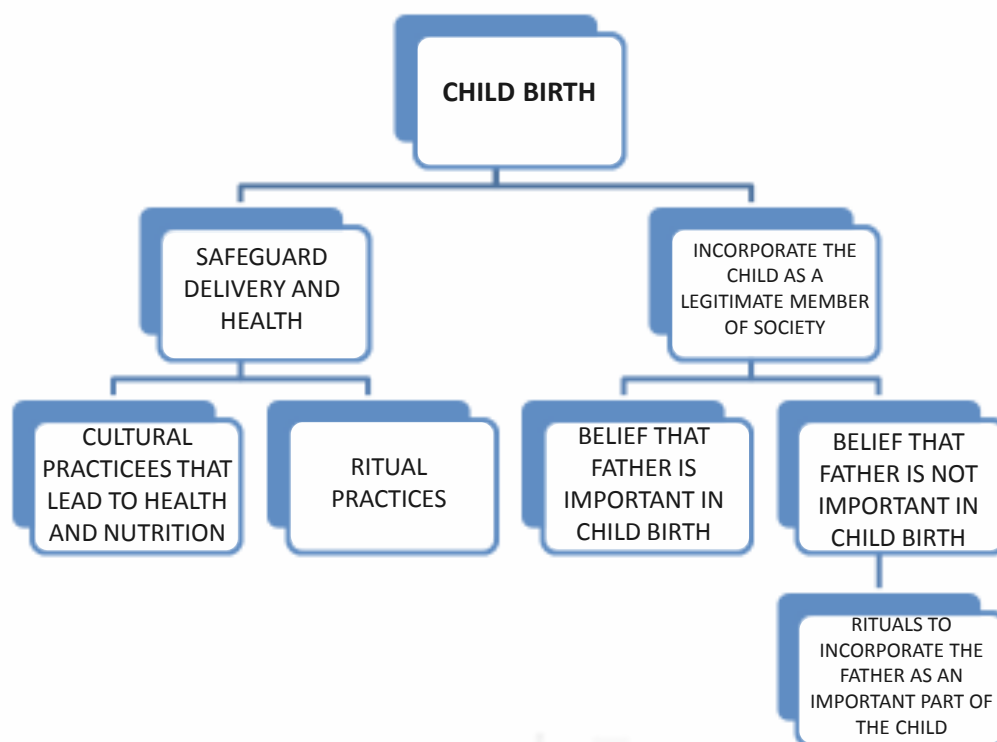 CHILD BIRTH
SAFEGUARD
DELIVERY AND
HEALTH
INCORPORATE THE
CHILD AS A
LEGITIMATE MEMBER
OF SOCIETY
CULTURAL
PRACTICEES THAT
LEAD TO HEALTH
AND NUTRITION
RITUAL
PRACTICES
BELIEF THAT
FATHER IS
IMPORTANT IN
CHILD BIRTH
BELIEF THAT
FATHER IS NOT
IMPORTANT IN
CHILD BIRTH
RITUALS TO
INCORPORATE THE
FATHER AS AN
IMPORTANT PART OF
THE CHILD